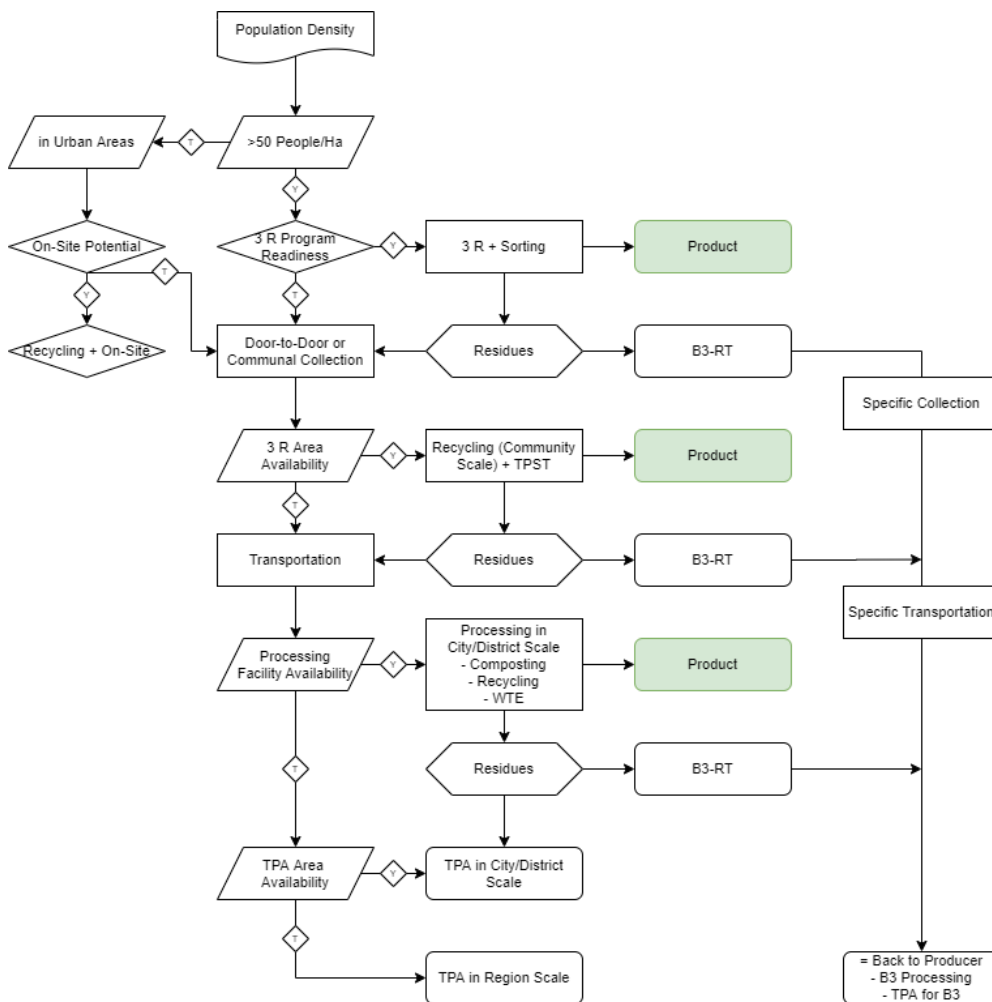 Population Density
in Urban Areas
T
>50 People/Ha
Y
On-Site Potential
3 R Program
Readiness
Y
3 R + Sorting
Product
T
Y
T
Recycling + On-Site
Door-to-Door or
Communal Collection
Residues
B3-RT
Specific Collection
3 R Area
Availability
Y
Recycling (Community
Scale) + TPST
Product
T
Transportation
Residues
B3-RT
Specific Transportation
Processing
Facility Availability
Y
Processing in
City/District Scale
- Composting
- Recycling
- WTE
Product
T
Residues
B3-RT
TPA Area
Availability
Y
TPA in City/District
Scale
T
TPA in Region Scale
= Back to Producer
- B3 Processing
- TPA for B3